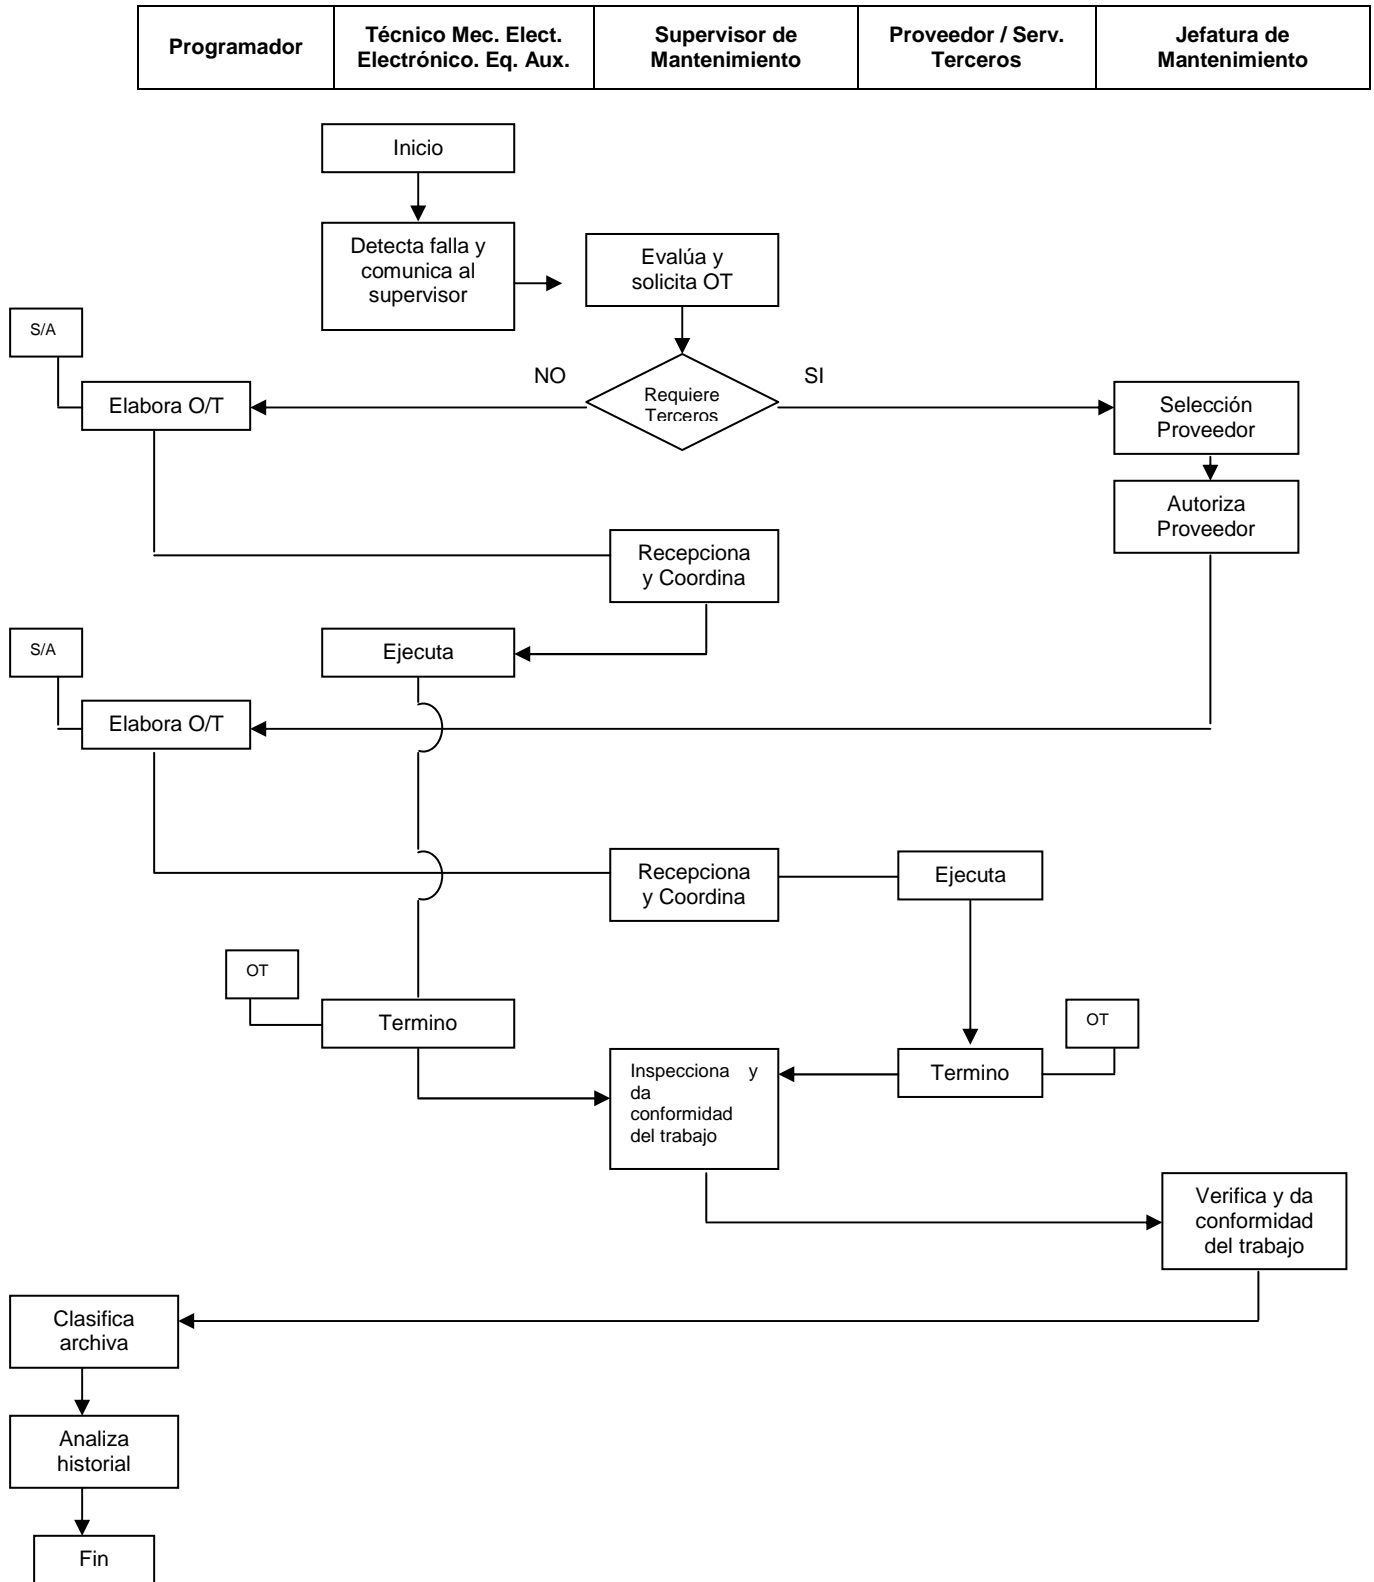 Programador
Técnico Mec. Elect.
Electrónico. Eq. Aux.
Supervisor de
Mantenimiento
Proveedor / Serv.
Terceros
Jefatura de
Mantenimiento
Inicio
Detecta falla y
comunica al
supervisor
Evalúa y
solicita OT
S/A
NO
SI
Elabora O/T
Requiere
Terceros
Selección
Proveedor
Autoriza
Proveedor
Recepciona
y Coordina
S/A
Ejecuta
Elabora O/T
Recepciona
y Coordina
Ejecuta
OT
Termino
OT
Inspecciona y
da
conformidad
del trabajo
Termino
Verifica y da
conformidad
del trabajo
Clasifica
archiva
Analiza
historial
Fin